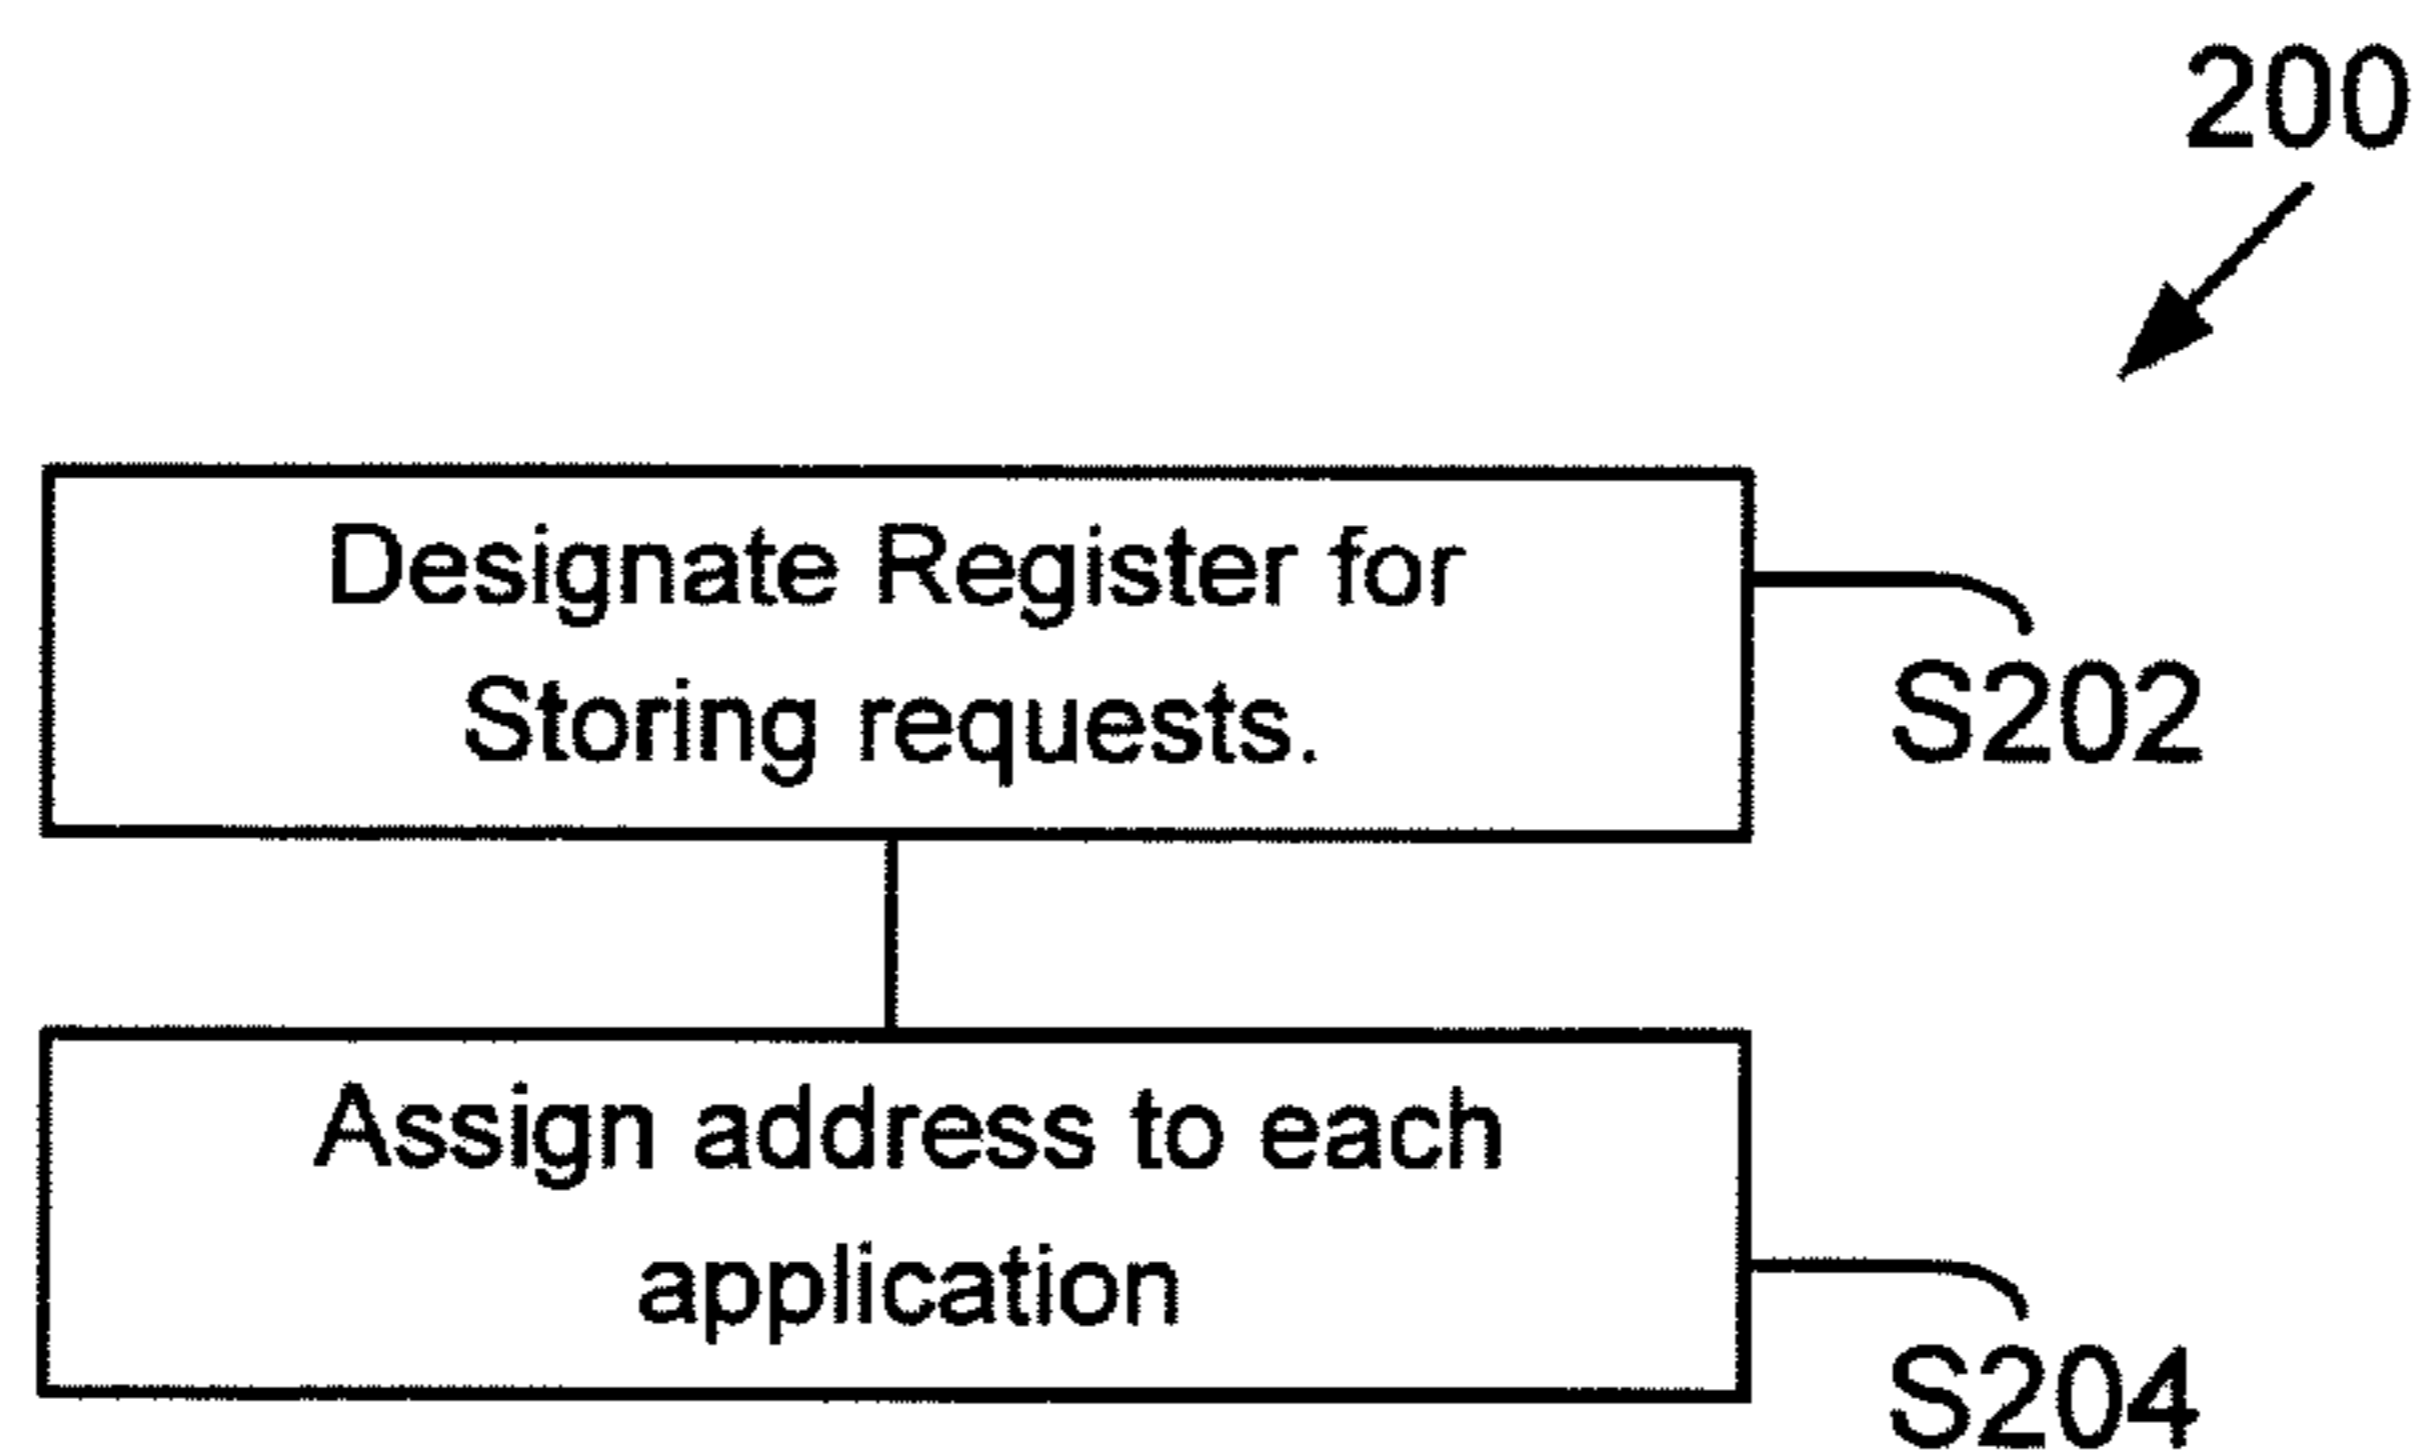 200
Designate Register for
Storing requests.
S202
Assign address to each
application
S204